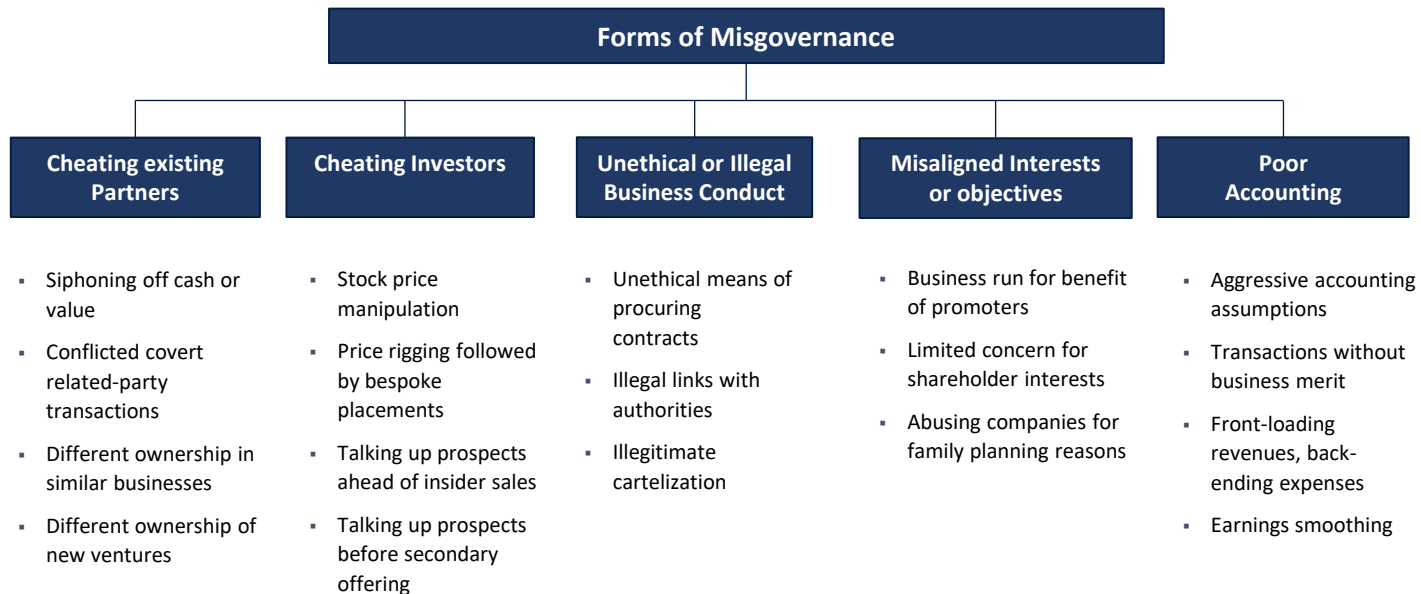 Forms of Misgovernance
Cheating existing
Partners
Siphoning off cash or
value
Conflicted covert
related-party
transactions
Different ownership in
similar businesses
Different ownership of
new ventures
Cheating Investors
Stock price
manipulation
Price rigging followed
by bespoke
placements
Talking up prospects
ahead of insider sales
Talking up prospects
before secondary
offering
Unethical or Illegal
Business Conduct
Unethical means of
procuring
contracts
Illegal links with
authorities
Illegitimate
cartelization
Misaligned Interests
or objectives
Business run for benefit
of promoters
Limited concern for
shareholder interests
Abusing companies for
family planning reasons
Poor
Accounting
Aggressive accounting
assumptions
Transactions without
business merit
Front-loading
revenues, back-
ending expenses
Earnings smoothing